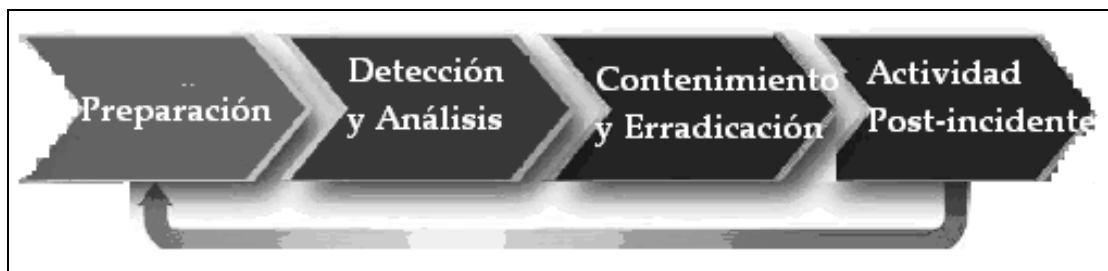 Preparación
Detección
y Análisis
Contenimiento
y Erradicación
Actividad
Post-incidente